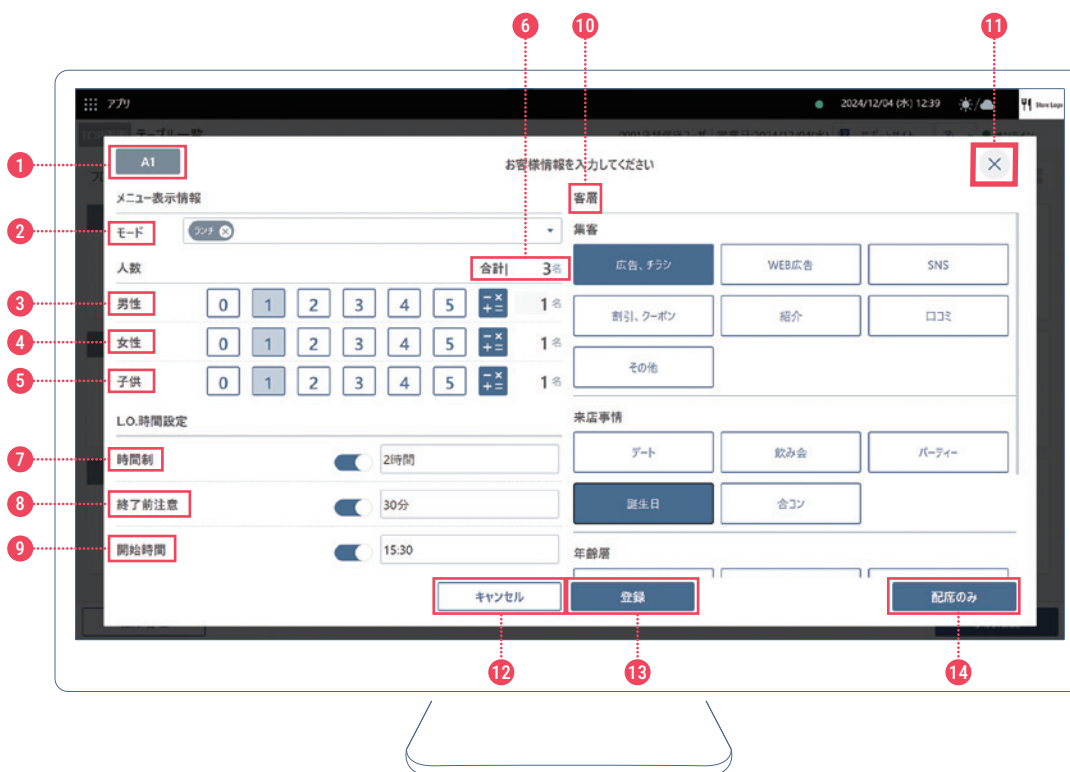 6 10 11
アプリ 2024/12/04 (水) 12:39 Store Logo
テーブル一覧
1 A1 お客様情報を入力してください
メニュー表示情報 客層
2 モード ランチ 集客
人数 合計| 3名 広告、チラシ WEB広告 SNS
3 男性 0 1 2 3 4 5 1名
割引、クーポン 紹介 口コミ
4 女性 0 1 2 3 4 5 1名
5 子供 0 1 2 3 4 5 1名 その他
L.O.時間設定 来店事情
7 時間制 2時間 デート 飲み会 パーティー
8 終了前注意 30分 誕生日 合コン
9 開始時間 15:30 年齢層
キャンセル 登録 配席のみ
12 13 14